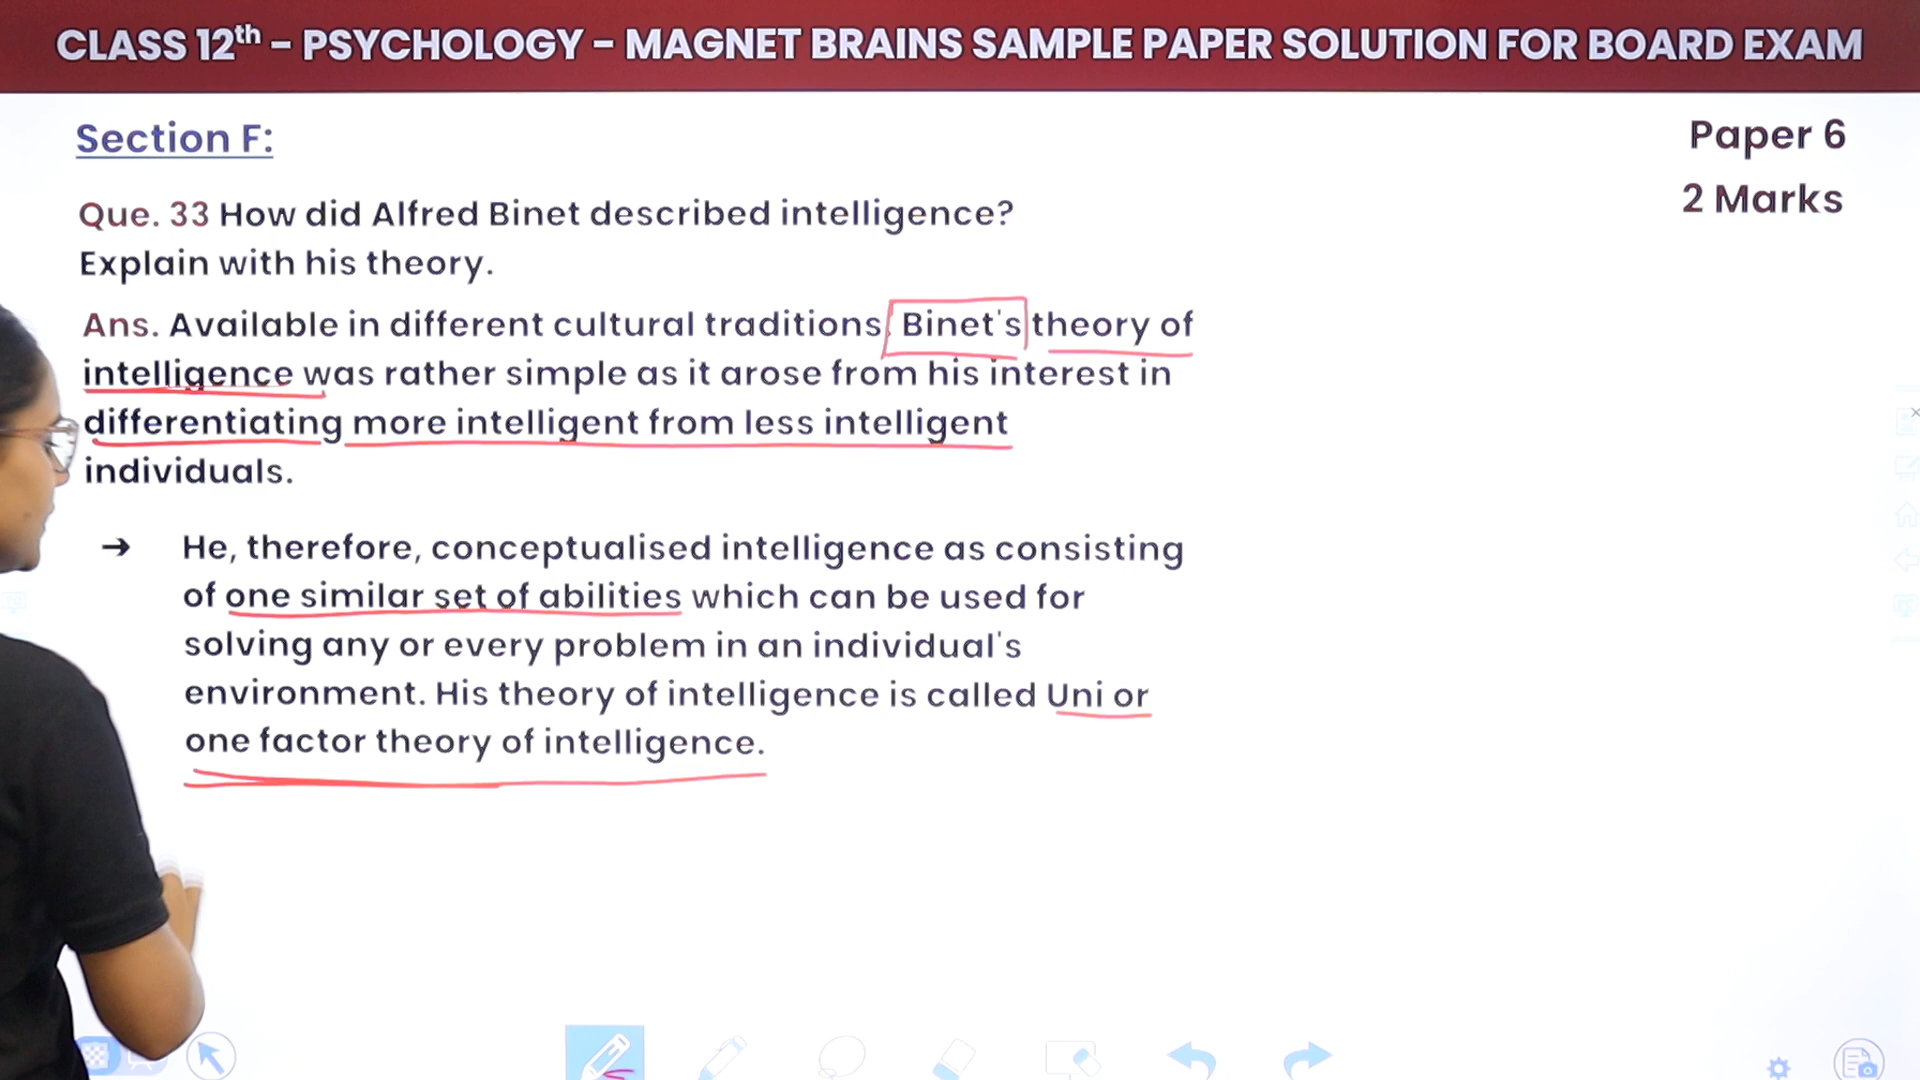 CLASS 12th - PSYCHOLOGY - MAGNET BRAINS SAMPLE PAPER SOLUTION FOR BOARD EXAM
Section F:
Paper 6
2 Marks
Que. 33 How did Alfred Binet described intelligence?
Explain with his theory.
Ans. Available in different cultural traditions, Binet's theory of
intelligence was rather simple as it arose from his interest in
differentiating more intelligent from less intelligent
individuals.
➔ He, therefore, conceptualised intelligence as consisting
of one similar set of abilities which can be used for
solving any or every problem in an individual's
environment. His theory of intelligence is called Uni or
one factor theory of intelligence.